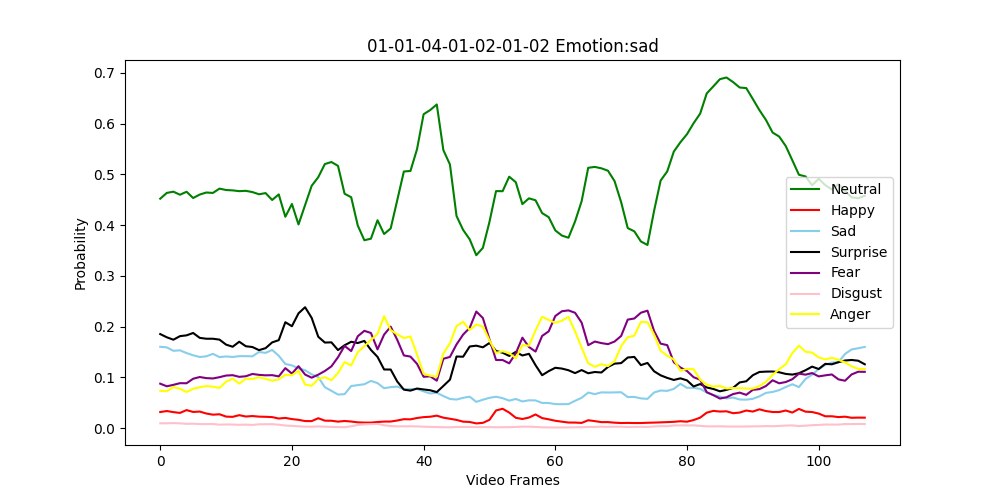 01-01-04-01-02-01-02 Emotion:sad
Probability
0.7
0.6
0.5
0.4
0.3
0.2
0.1
0.0
0 20 40 60 80 100
Video Frames
Neutral
Happy
Sad
Surprise
Fear
Disgust
Anger